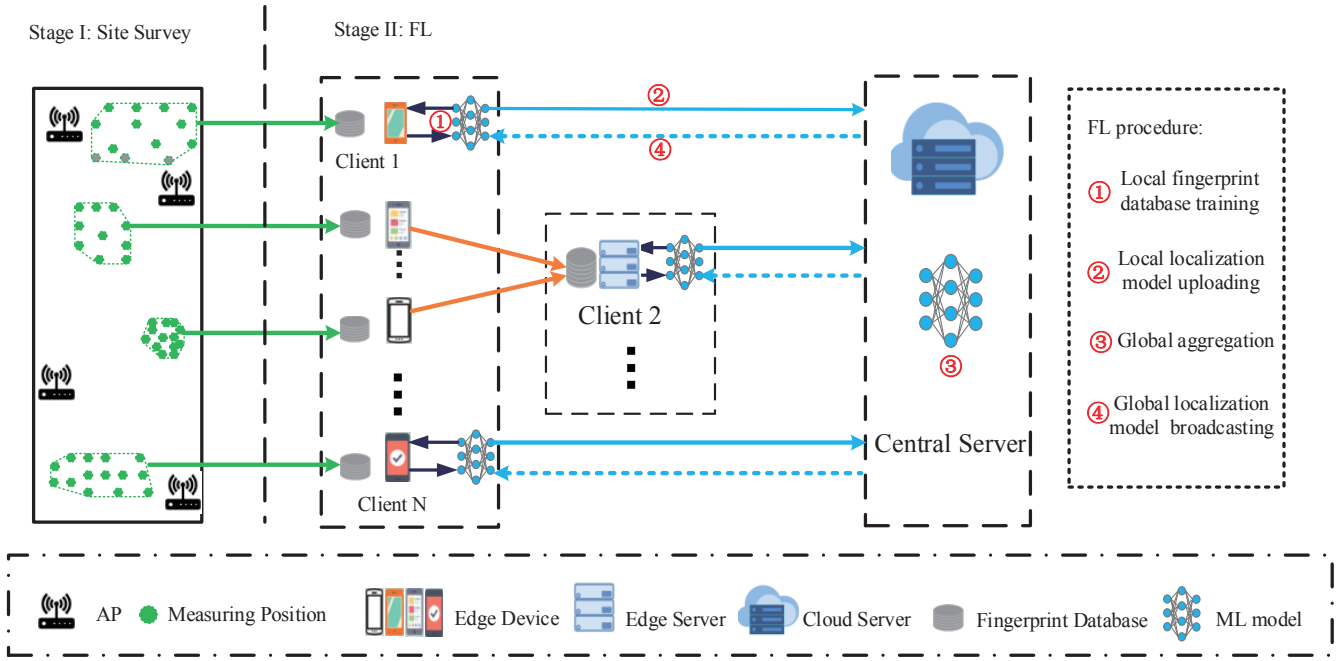 Stage I: Site Survey
Stage II: FL
Client 1
①
②
④
Client 2
Client N
③
Central Server
FL procedure:
① Local fingerprint
database training
② Local localization
model uploading
③ Global aggregation
④ Global localization
model broadcasting
AP
Measuring Position
Edge Device
Edge Server
Cloud Server
Fingerprint Database
ML model